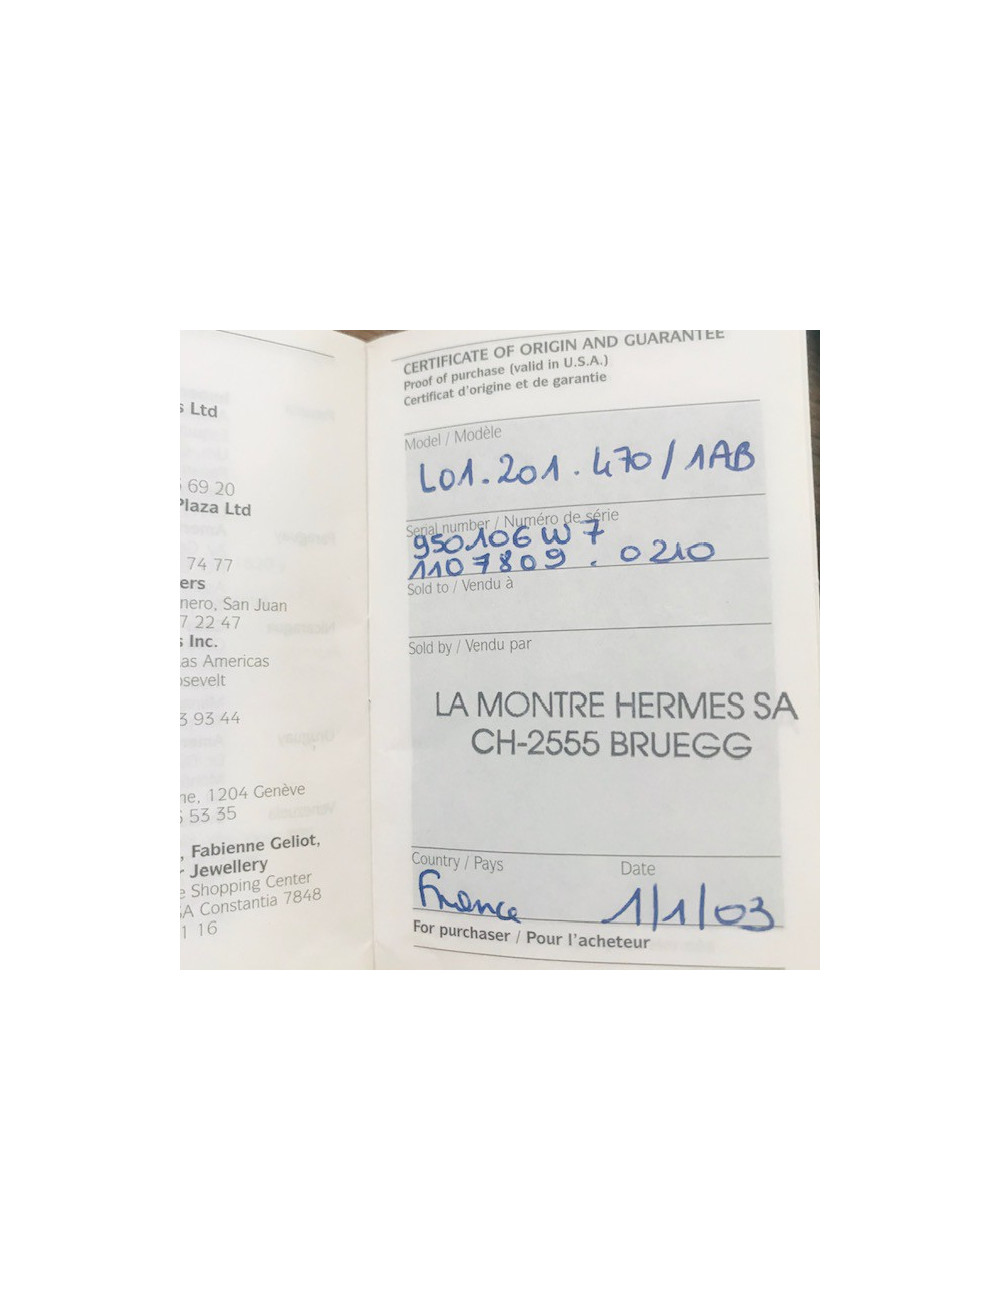 s Ltd
69 20
Plaza Ltd
74 77
ers
nero, San Juan
7 22 47
s Inc.
as Americas
osevelt
3 93 44
ne, 1204 Genève
5 53 35
, Fabienne Geliot,
r Jewellery
e Shopping Center
SA Constantia 7848
1 16
CERTIFICATE OF ORIGIN AND GUARANTEE
Proof of purchase (valid in U.S.A.)
Certificat d'origine et de garantie
Model / Modèle
L01.201.470/1AB
Serial number / Numéro de série
950106W7
1107809.0210
Sold to / Vendu à
Sold by / Vendu par
LA MONTRE HERMES SA
CH-2555 BRUEGG
Country / Pays Date
France 1/1/03
For purchaser / Pour l'acheteur